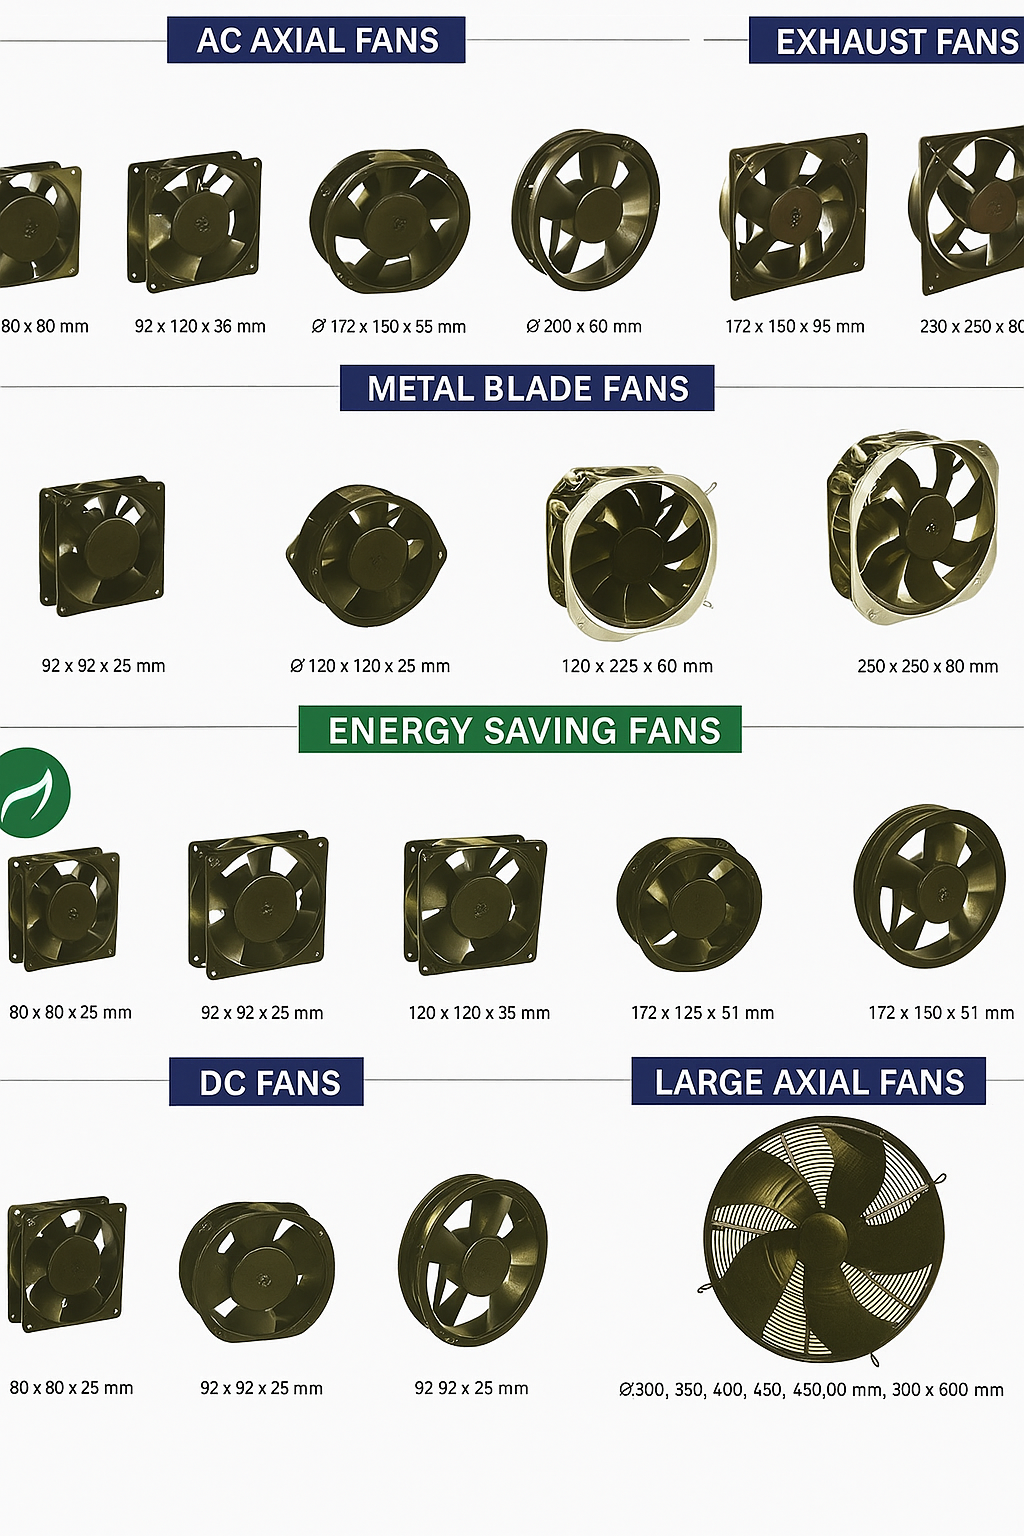 AC AXIAL FANS
EXHAUST FANS
80 x 80 mm
92 x 120 x 36 mm
Ø 172 x 150 x 55 mm
Ø 200 x 60 mm
172 x 150 x 95 mm
230 x 250 x 80
METAL BLADE FANS
92 x 92 x 25 mm
Ø 120 x 120 x 25 mm
120 x 225 x 60 mm
250 x 250 x 80 mm
ENERGY SAVING FANS
80 x 80 x 25 mm
92 x 92 x 25 mm
120 x 120 x 35 mm
172 x 125 x 51 mm
172 x 150 x 51 mm
DC FANS
LARGE AXIAL FANS
80 x 80 x 25 mm
92 x 92 x 25 mm
92 92 x 25 mm
Ø.300, 350, 400, 450, 450,00 mm, 300 x 600 mm